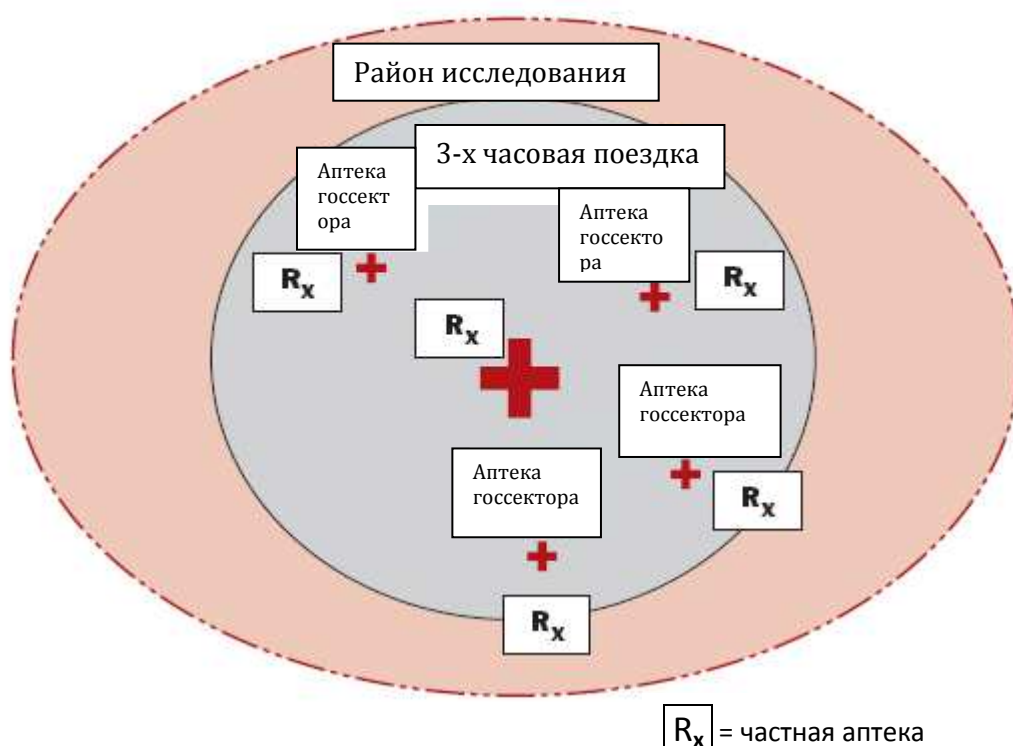 Район исследования
3-х часовая поездка
Аптека
госсект
ора
Аптека
госсекто
ра
Rx
Rx
Rx
Аптека
госсектора
Аптека
госсектора
Rx
Rx
Rx = частная аптека